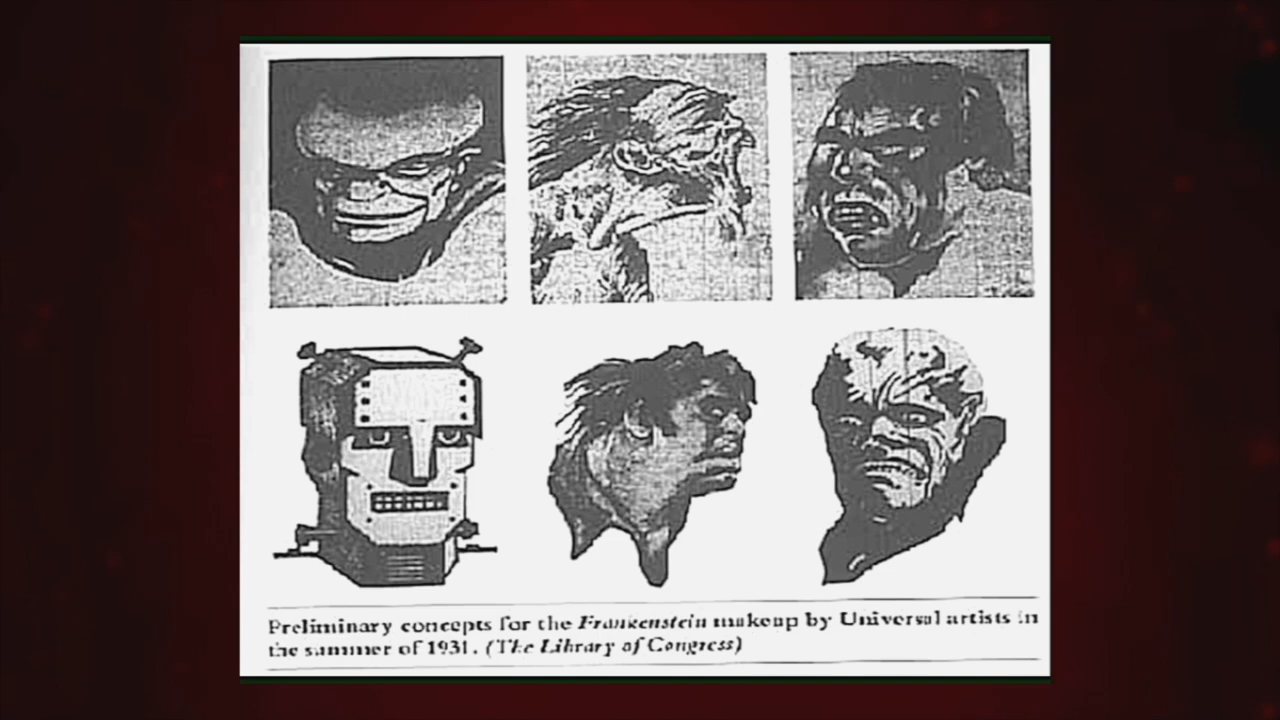 Preliminary concepts for the Frankenstein makeup by Universal artists in
the summer of 1931. (The Library of Congress)